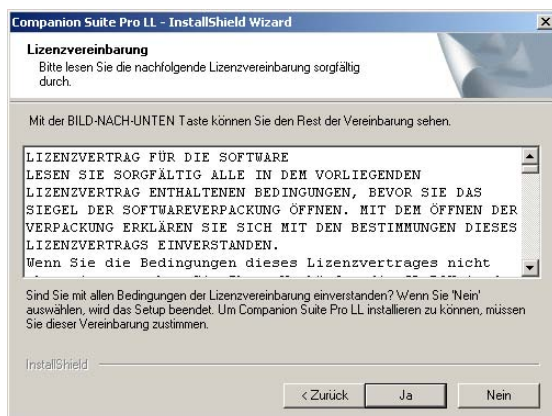 Companion Suite Pro LL - InstallShield Wizard
Lizenzvereinbarung
Bitte lesen Sie die nachfolgende Lizenzvereinbarung sorgfältig
durch.
Mit der BILD-NACH-UNTEN Taste können Sie den Rest der Vereinbarung sehen.
LIZENZVERTRAG FÜR DIE SOFTWARE
LESEN SIE SORGFÄLTIG ALLE IN DEM VORLIEGENDEN
LIZENZVERTRAG ENTHALTENEN BEDINGUNGEN, BEVOR SIE DAS
SIEGEL DER SOFTWAREVERPACKUNG ÖFFNEN. MIT DEM ÖFFNEN DER
VERPACKUNG ERKLÄREN SIE SICH MIT DEN BESTIMMUNGEN DIESES
LIZENZVERTRAGS EINVERSTANDEN.
Wenn Sie die Bedingungen dieses Lizenzvertrages nicht
Sind Sie mit allen Bedingungen der Lizenzvereinbarung einverstanden? Wenn Sie 'Nein'
auswählen, wird das Setup beendet. Um Companion Suite Pro LL installieren zu können, müssen
Sie dieser Vereinbarung zustimmen.
InstallShield
< Zurück
Ja
Nein